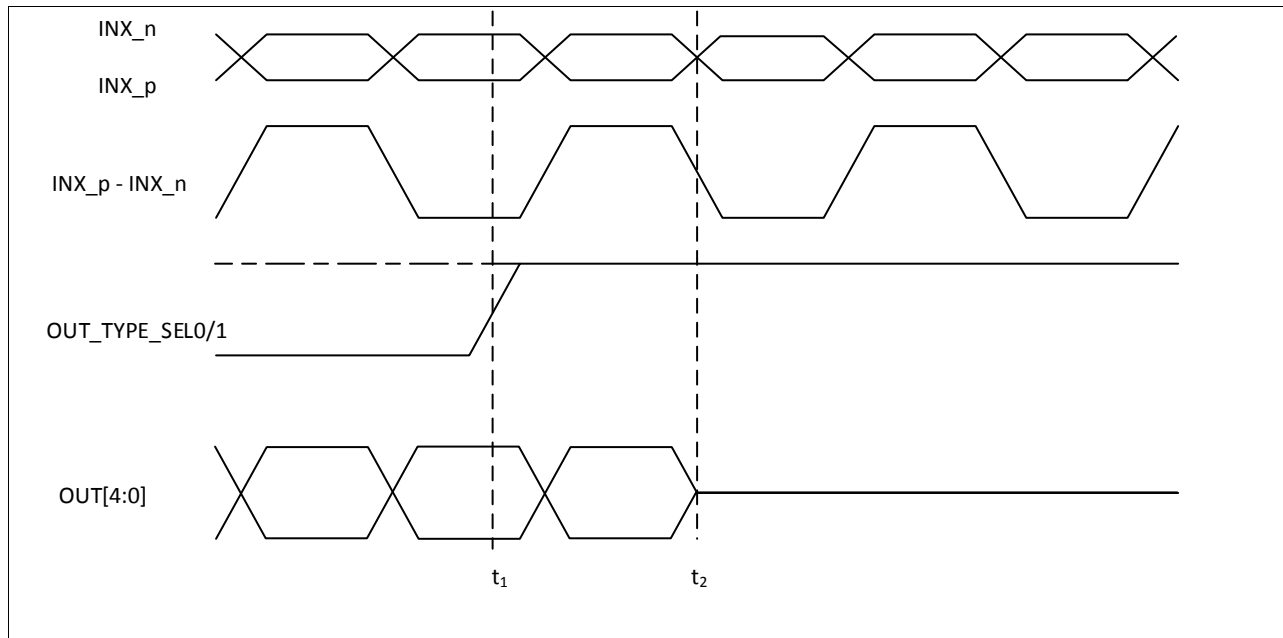 INX_n
INX_p
INX_p - INX_n
OUT_TYPE_SEL0/1
OUT[4:0]
t1 t2